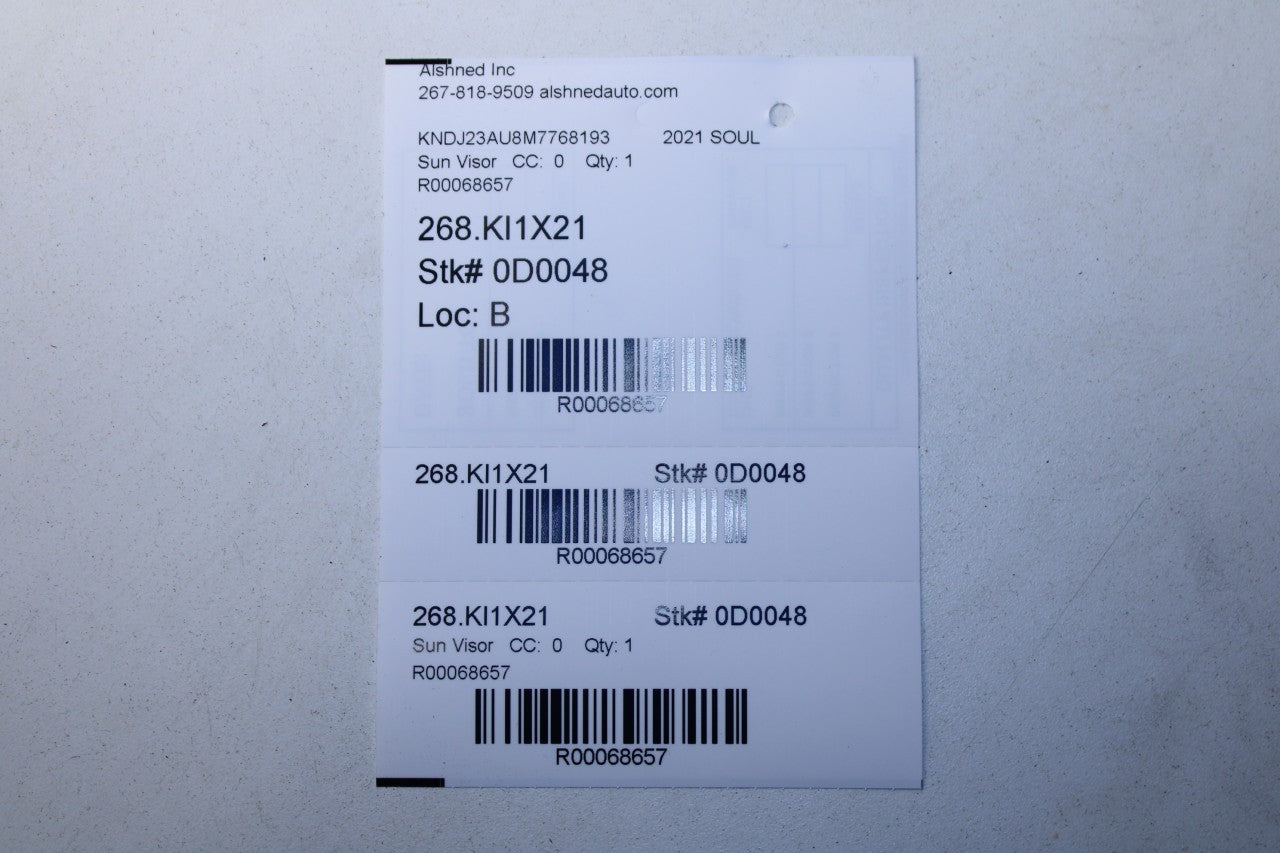 Alshned Inc
267-818-9509 alshnedauto.com
KNDJ23AU8M7768193 2021 SOUL
Sun Visor CC: 0 Qty: 1
R00068657
268.KI1X21
Stk# 0D0048
Loc: B
R00068657
268.KI1X21 Stk# 0D0048
R00068657
268.KI1X21 Stk# 0D0048
Sun Visor CC: 0 Qty: 1
R00068657
R00068657